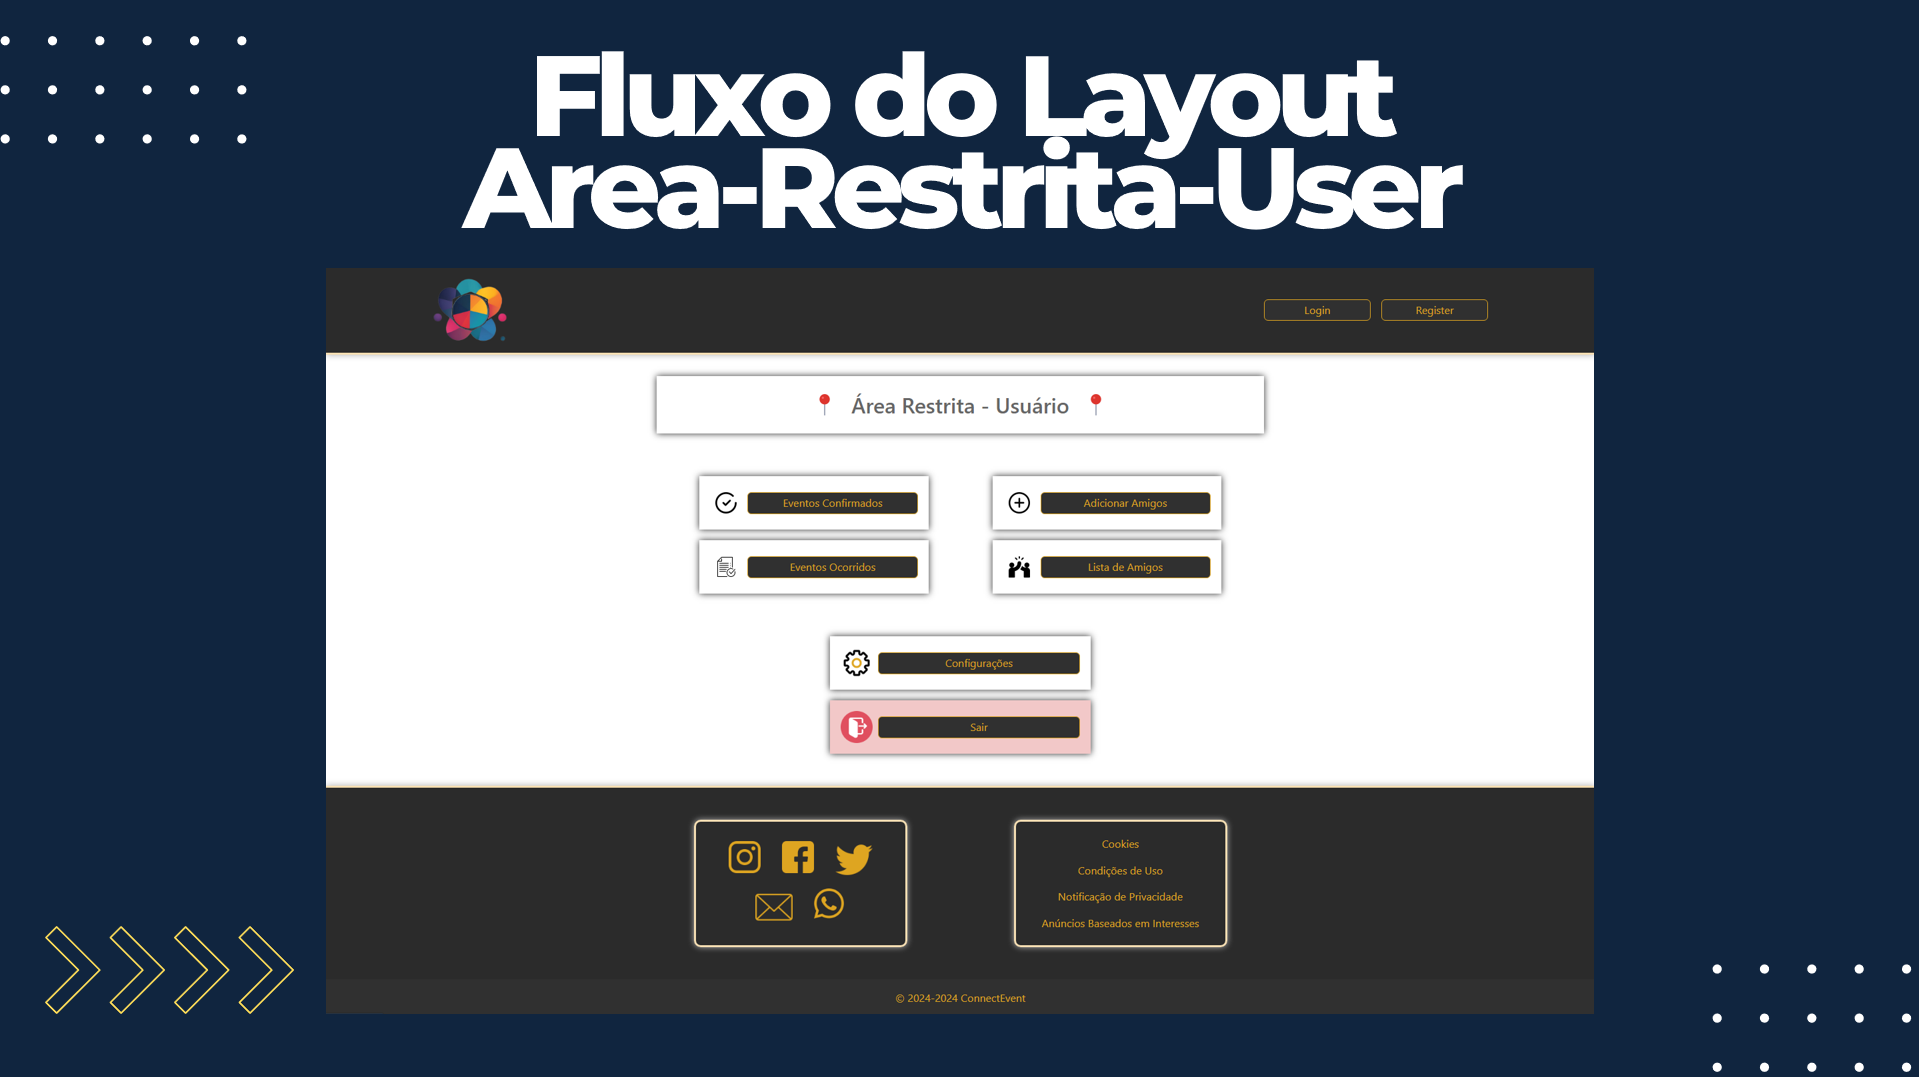 Fluxo do Layout
Area-Restrita-User
Login
Register
Área Restrita - Usuário
Eventos Confirmados
Adicionar Amigos
Eventos Ocorridos
Lista de Amigos
Configurações
Sair
Cookies
Condições de Uso
Notificação de Privacidade
Anúncios Baseados em Interesses
© 2024-2024 ConnectEvent